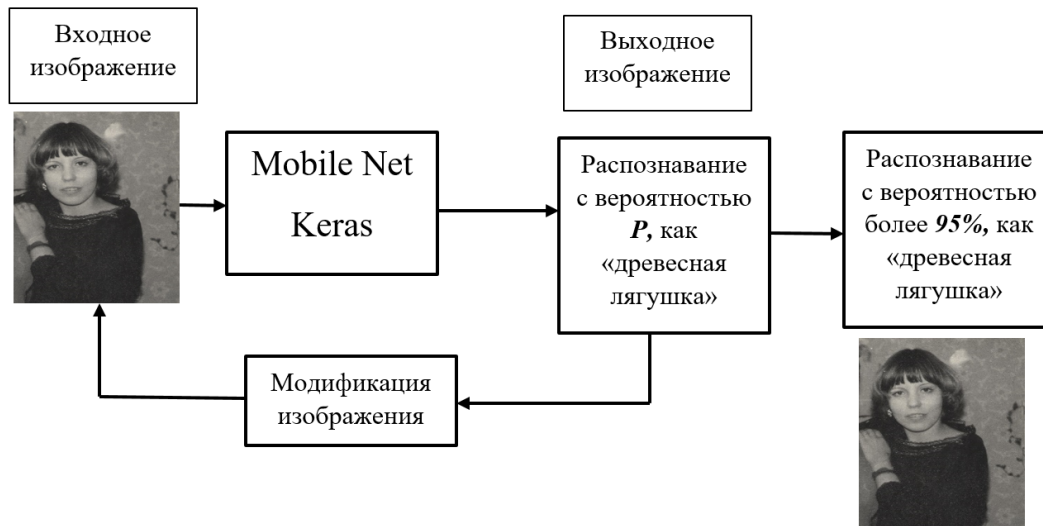 Входное
изображение
Выходное
изображение
Mobile Net
Keras
Распознавание
с вероятностью
P, как
«древесная
лягушка»
Распознавание
с вероятностью
более 95%, как
«древесная
лягушка»
Модификация
изображения